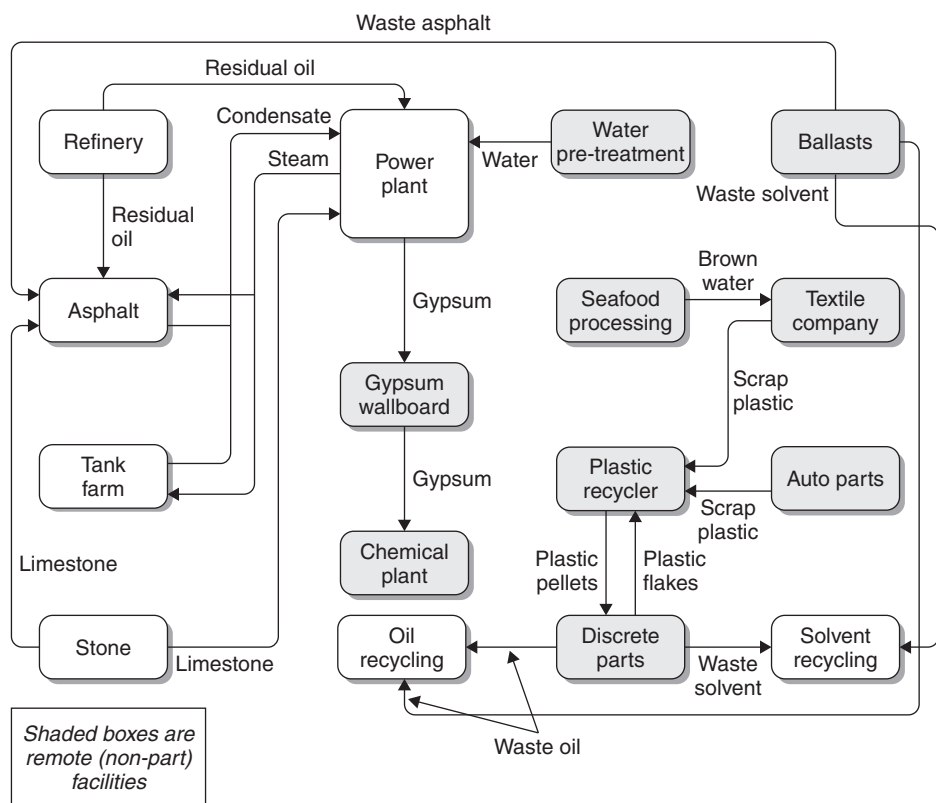 Waste asphalt
Residual oil
Refinery
Condensate
Steam
Power
plant
Water
Water
pre-treatment
Ballasts
Waste solvent
Residual
oil
Asphalt
Gypsum
Seafood
processing
Brown
water
Textile
company
Gypsum
wallboard
Scrap
plastic
Tank
farm
Gypsum
Plastic
recycler
Auto parts
Scrap
plastic
Limestone
Chemical
plant
Plastic
pellets
Plastic
flakes
Stone
Limestone
Oil
recycling
Discrete
parts
Waste
solvent
Solvent
recycling
Waste oil
Shaded boxes are
remote (non-part)
facilities